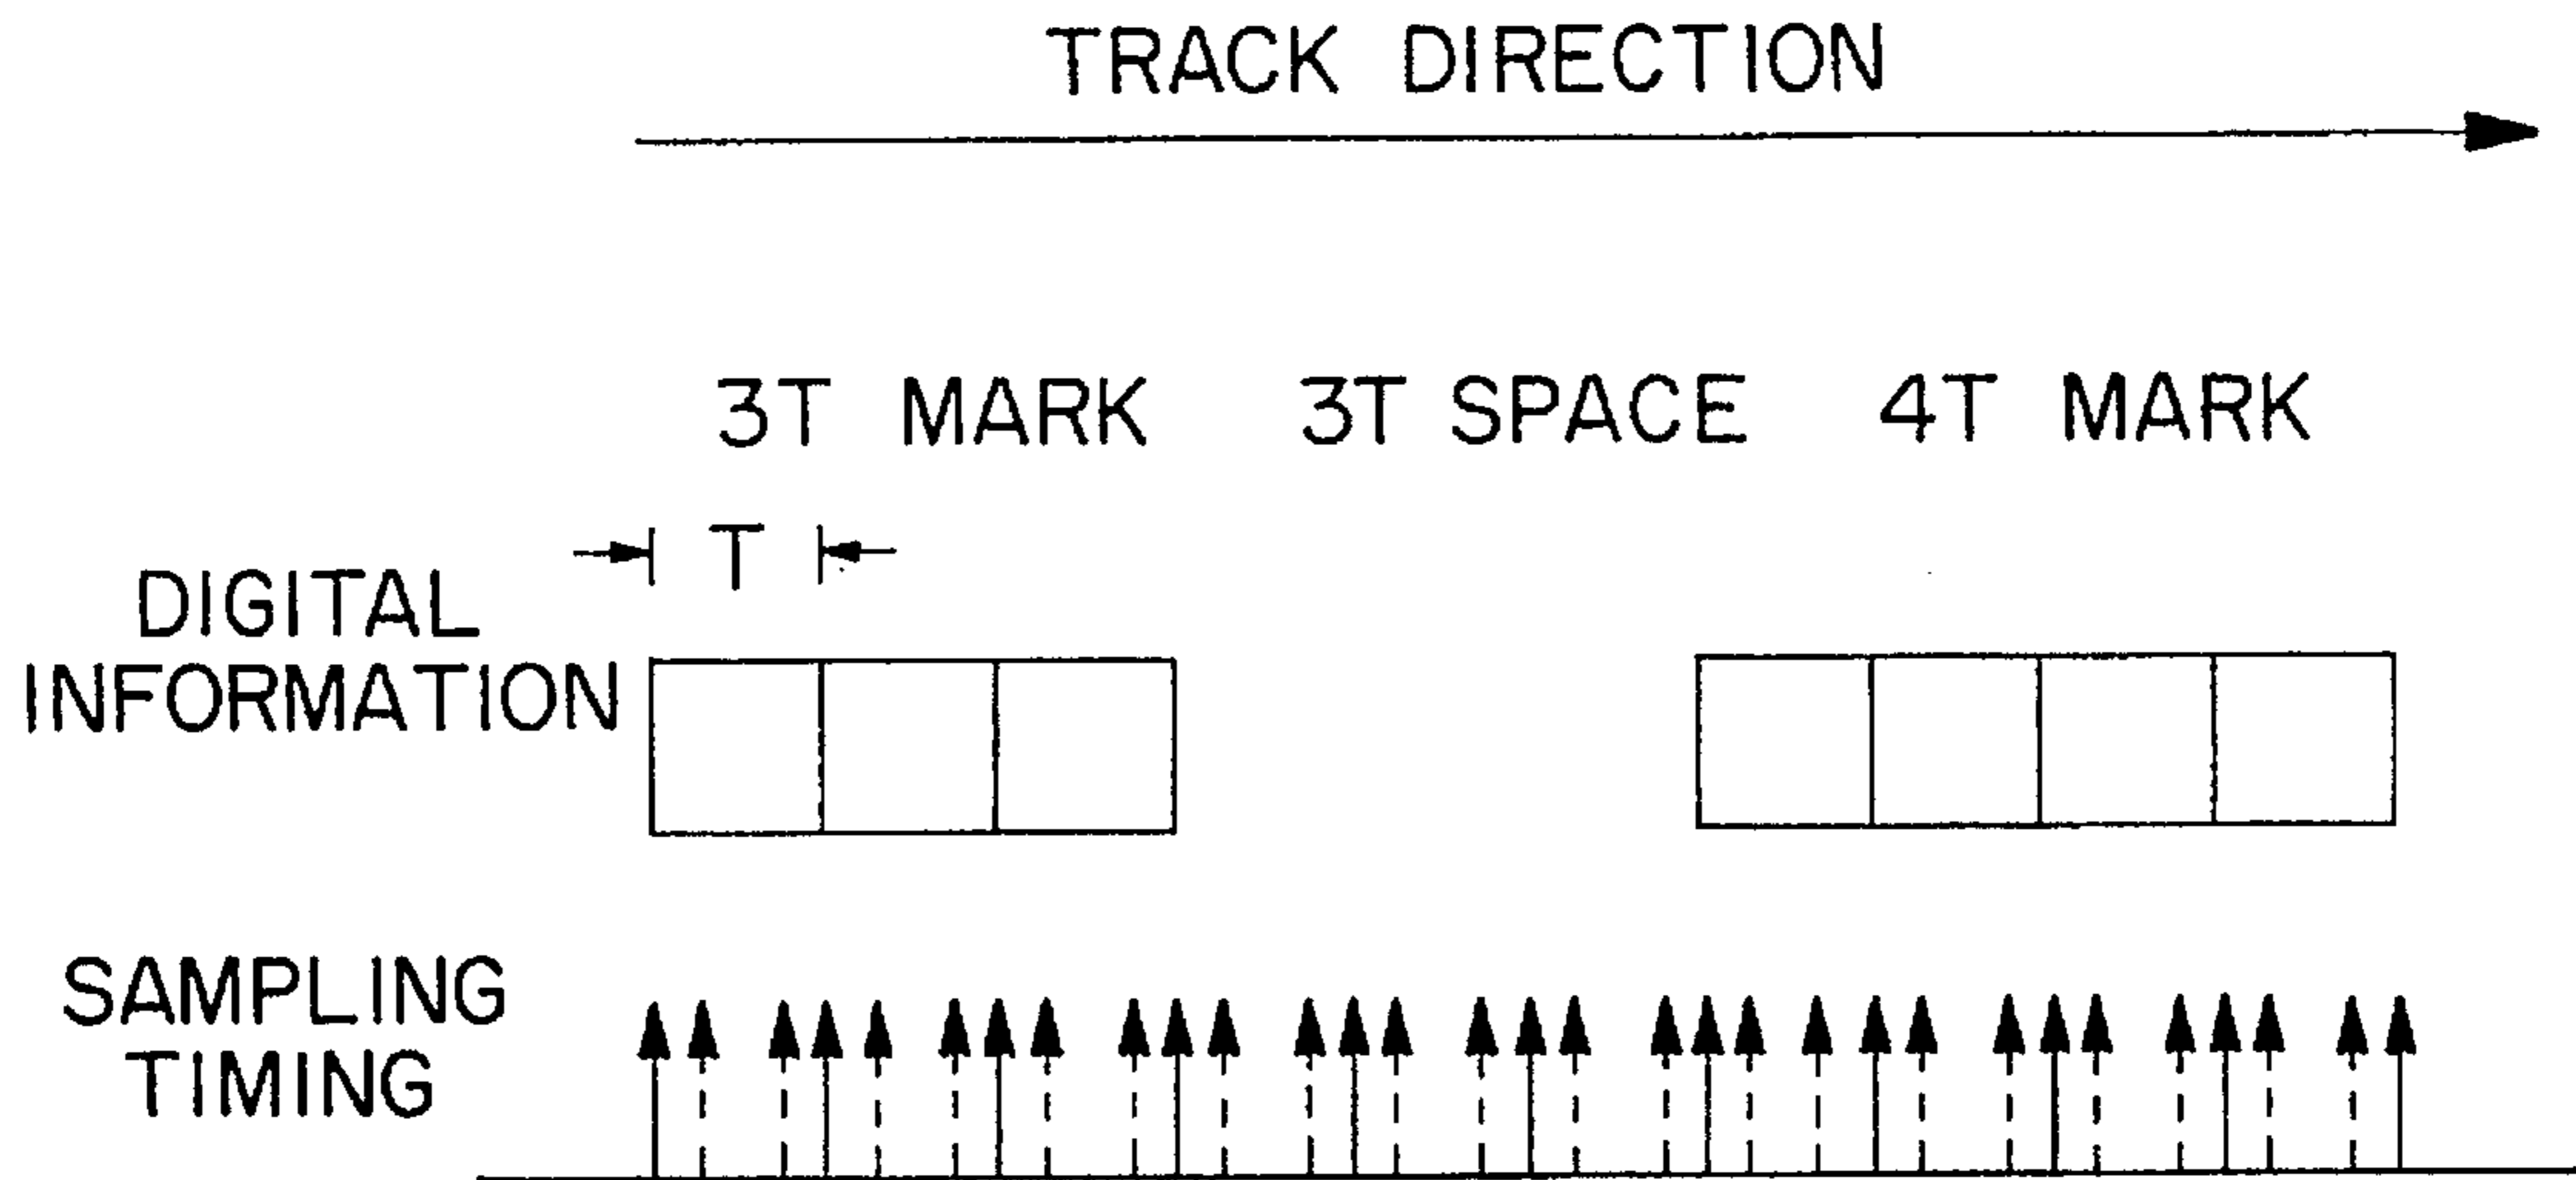 TRACK DIRECTION
3T MARK 3T SPACE 4T MARK
T
DIGITAL
INFORMATION
SAMPLING
TIMING